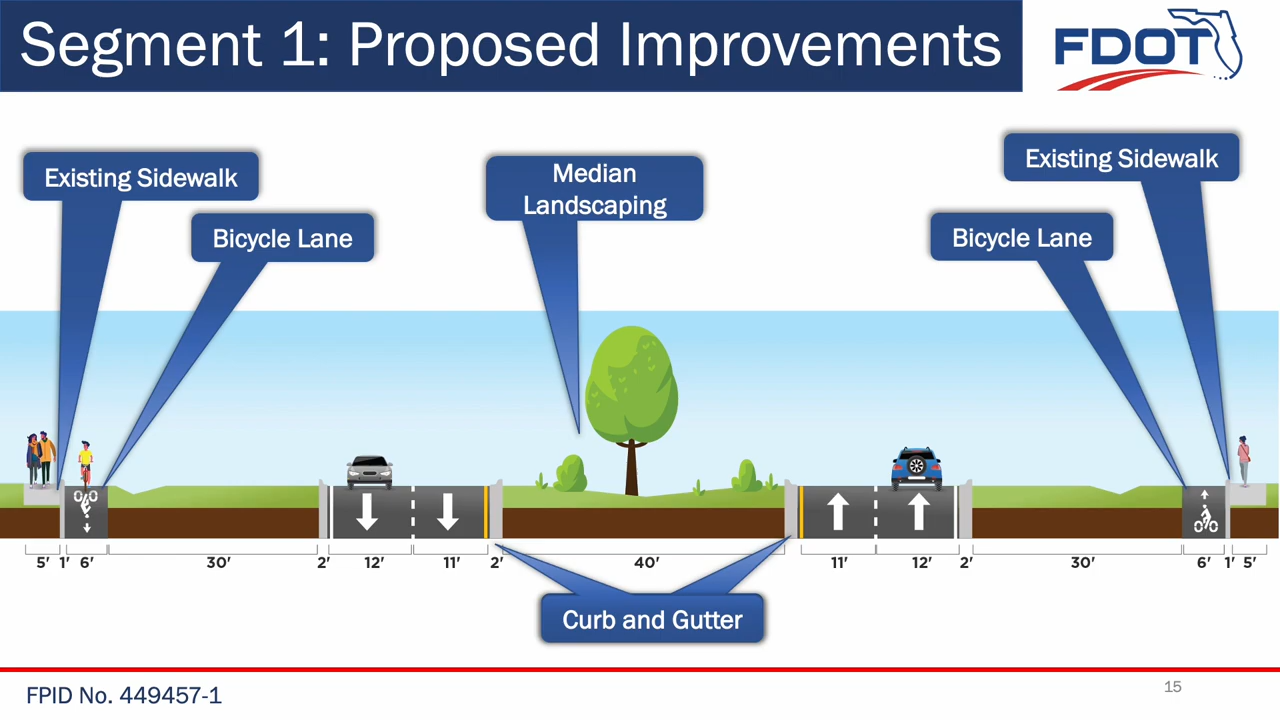 Segment 1: Proposed Improvements
FDOT
Existing Sidewalk
Bicycle Lane
Median
Landscaping
Bicycle Lane
Existing Sidewalk
5' 1' 6' 30' 2' 12' 11' 2' 40' 11' 12' 2' 30' 6' 1' 5'
Curb and Gutter
FPID No. 449457-1
15